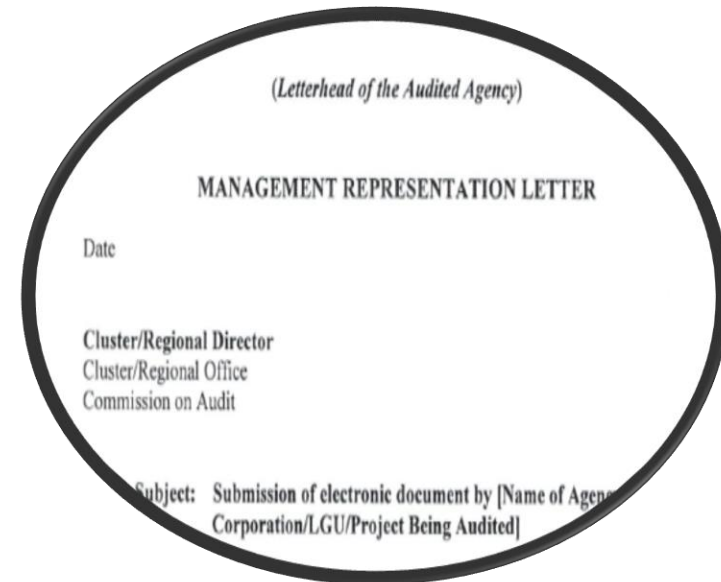 (Letterhead of the Audited Agency)
MANAGEMENT REPRESENTATION LETTER
Date
Cluster/Regional Director
Cluster/Regional Office
Commission on Audit
Subject: Submission of electronic document by [Name of
Corporation/LGU/Project Being Audited]